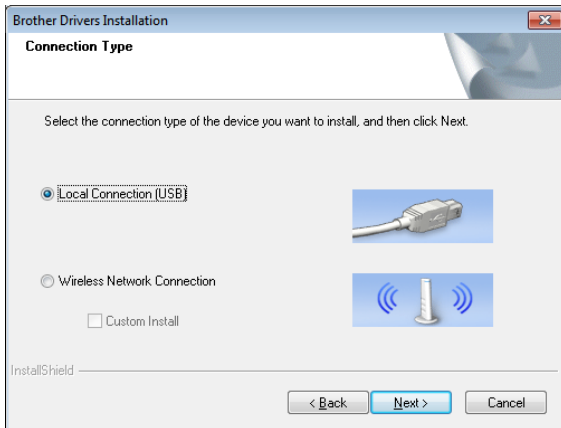 Brother Drivers Installation
Connection Type
Select the connection type of the device you want to install, and then click Next.
Local Connection (USB)
Wireless Network Connection
Custom Install
InstallShield
< Back
Next >
Cancel